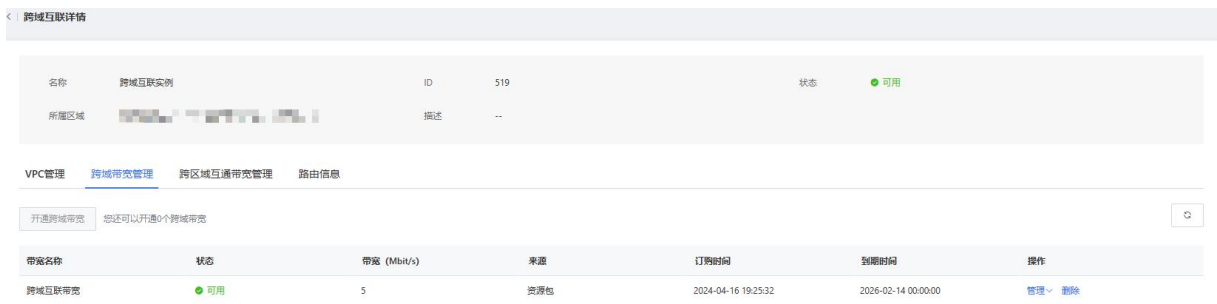 跨域互联详情
名称 跨域互联实例 ID 519 状态 可用
所属区域 描述 --
VPC管理 跨域带宽管理 跨区域互通带宽管理 路由信息
开通跨域带宽 您还可以开通0个跨域带宽
带宽名称 状态 带宽 (Mbit/s) 来源 订购时间 到期时间 操作
跨域互联带宽 可用 5 资源包 2024-04-16 19:25:32 2026-02-14 00:00:00 管理 删除